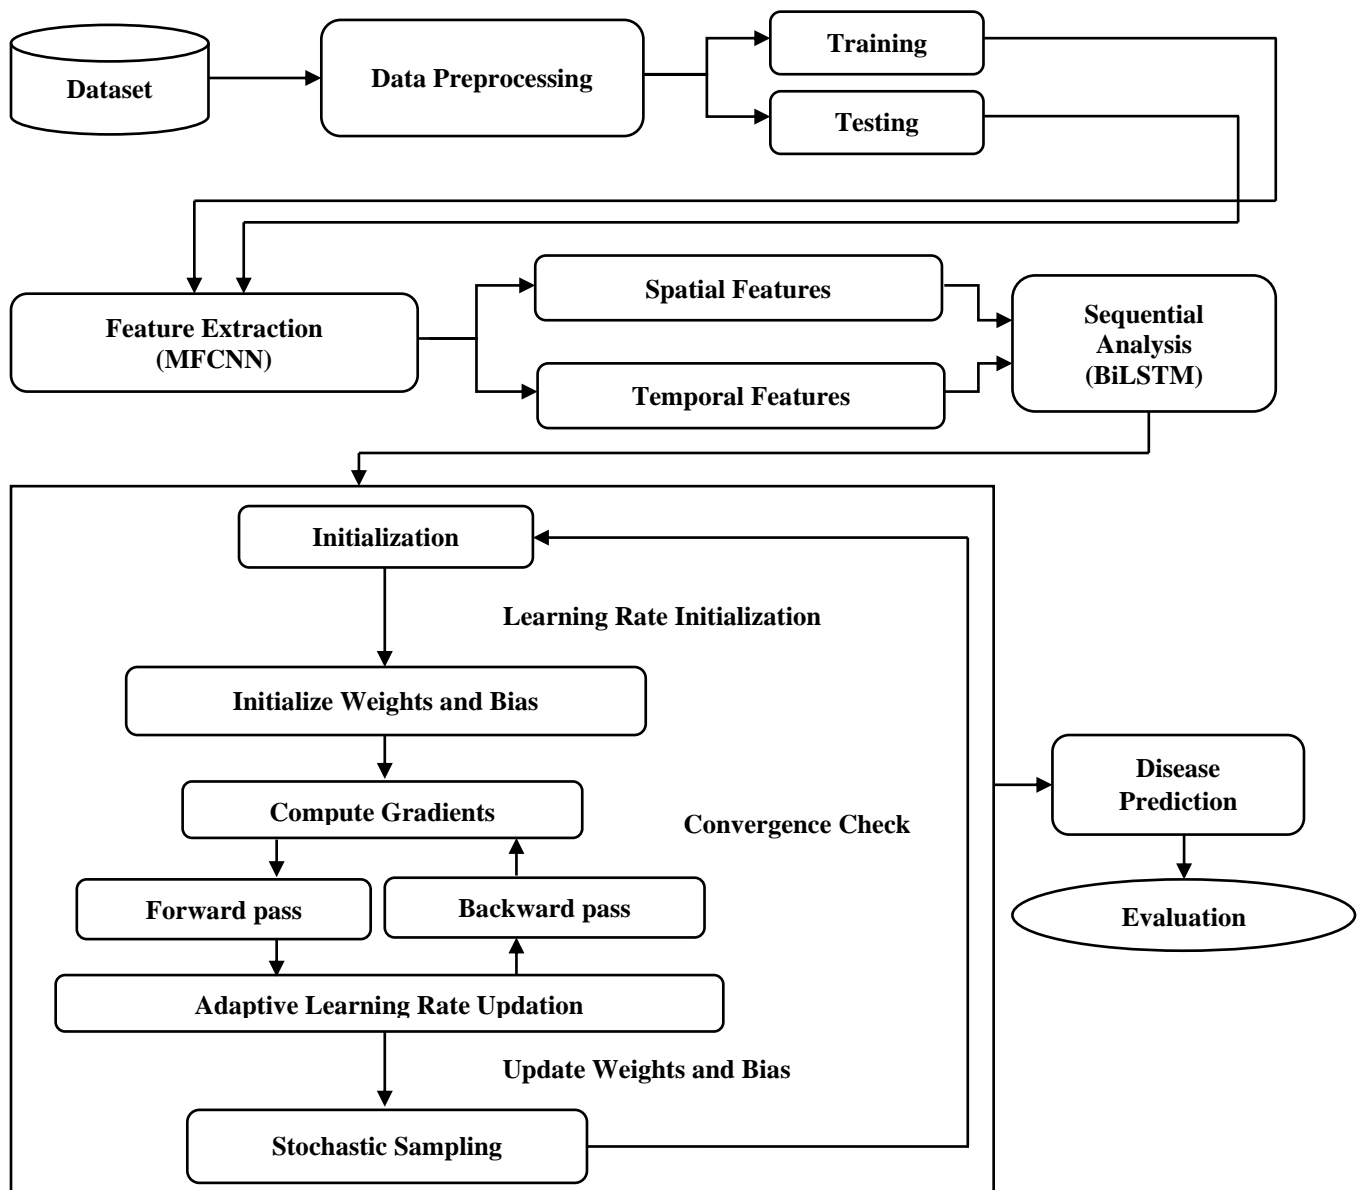 Dataset
Data Preprocessing
Training
Testing
Feature Extraction
(MFCNN)
Spatial Features
Temporal Features
Sequential
Analysis
(BiLSTM)
Initialization
Learning Rate Initialization
Initialize Weights and Bias
Compute Gradients
Convergence Check
Forward pass
Backward pass
Adaptive Learning Rate Updation
Update Weights and Bias
Stochastic Sampling
Disease
Prediction
Evaluation